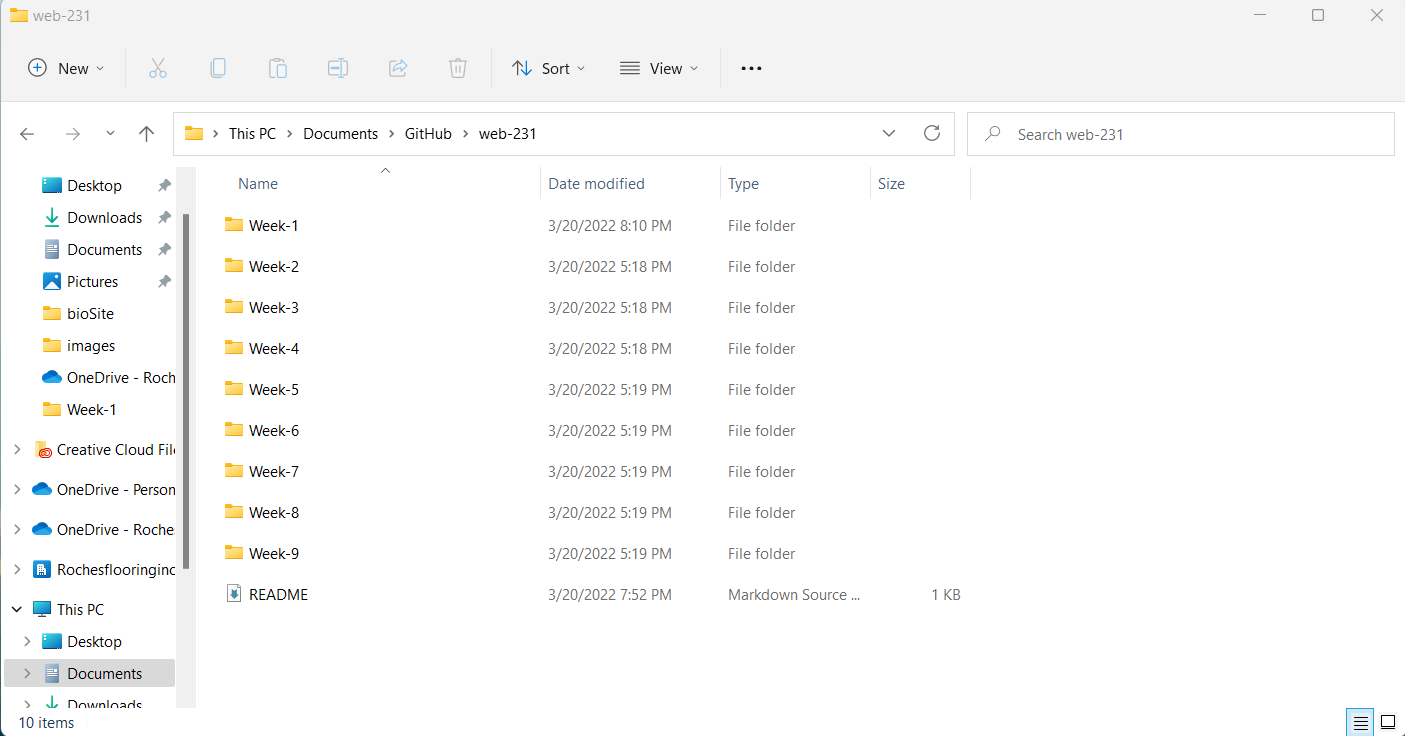 web-231
New
Sort
View
This PC Documents GitHub web-231
Search web-231
Desktop
Downloads
Documents
Pictures
bioSite
images
OneDrive - Roch
Week-1
Creative Cloud File
OneDrive - Person
OneDrive - Roche
Rochesflooringinc
This PC
Desktop
Documents
Downloads
Name Date modified Type Size
Week-1 3/20/2022 8:10 PM File folder
Week-2 3/20/2022 5:18 PM File folder
Week-3 3/20/2022 5:18 PM File folder
Week-4 3/20/2022 5:18 PM File folder
Week-5 3/20/2022 5:19 PM File folder
Week-6 3/20/2022 5:19 PM File folder
Week-7 3/20/2022 5:19 PM File folder
Week-8 3/20/2022 5:19 PM File folder
Week-9 3/20/2022 5:19 PM File folder
README 3/20/2022 7:52 PM Markdown Source ... 1 KB
10 items